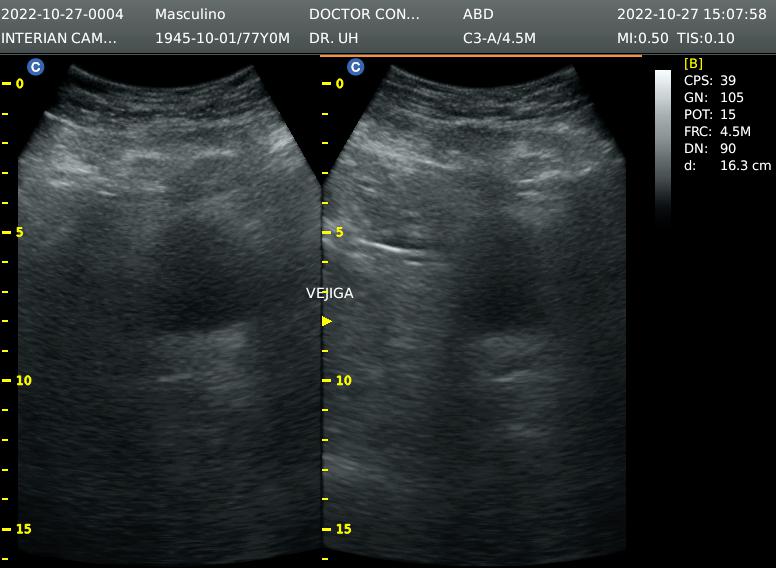 2022-10-27-0004 Masculino DOCTOR CON... ABD 2022-10-27 15:07:58
INTERIAN CAM... 1945-10-01/77Y0M DR. UH C3-A/4.5M MI:0.50 TIS:0.10
C C [B]
0 0 CPS: 39
GN: 105
POT: 15
FRC: 4.5M
DN: 90
d: 16.3 cm
5 5
VEJIGA
10 10
15 15